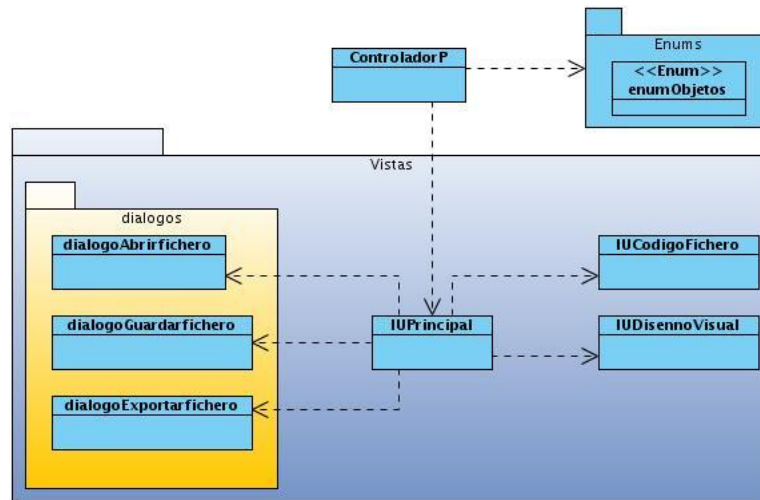 ControladorP
Enums
<<Enum>>
enumObjetos
Vistas
dialogos
dialogoAbrirfichero
IUCodigoFichero
dialogoGuardarfichero
IUPrincipal
IUDisennoVisual
dialogoExportarfichero